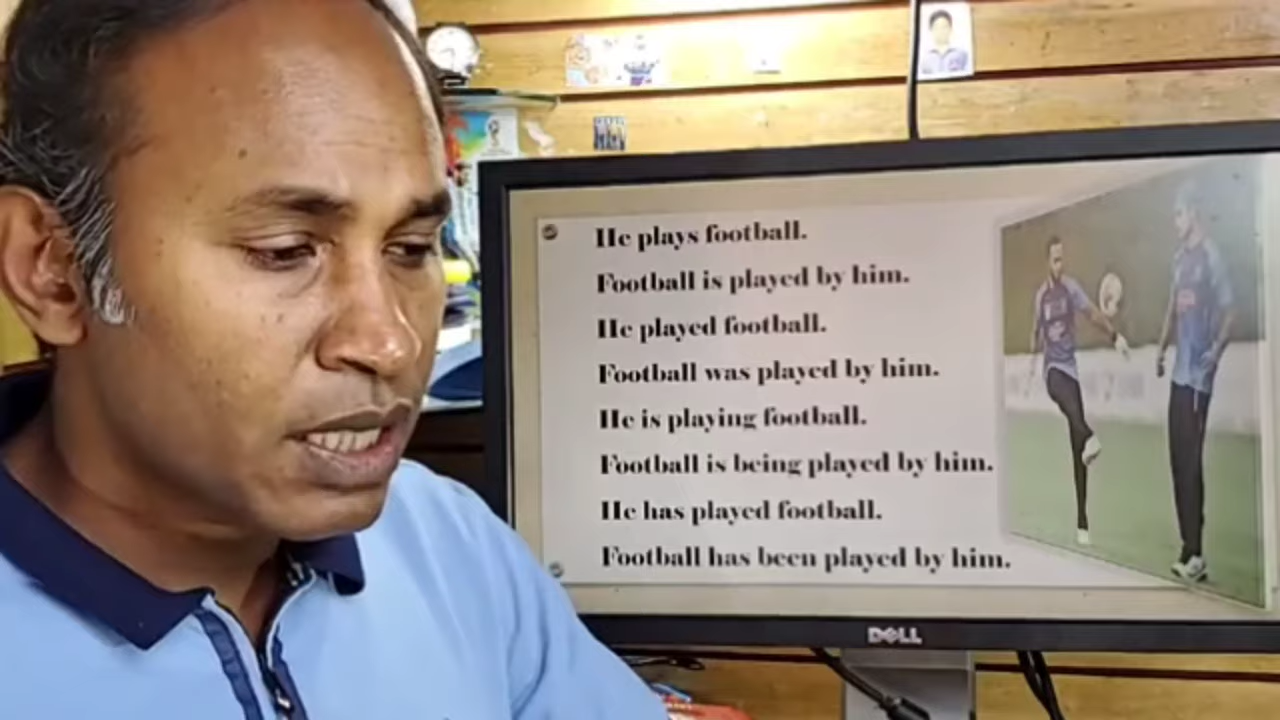 He plays football.
Football is played by him.
He played football.
Football was played by him.
He is playing football.
Football is being played by him.
He has played football.
Football has been played by him.
DELL